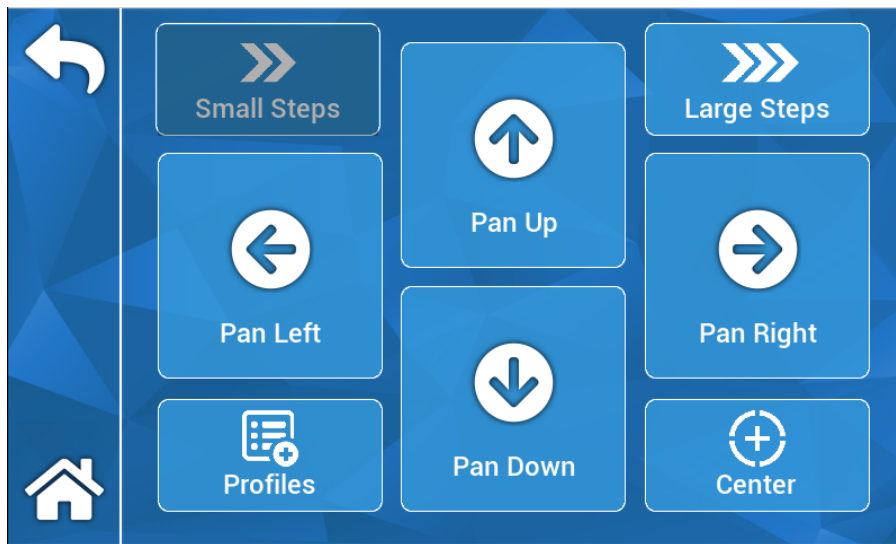 Small Steps
Large Steps
Pan Up
Pan Left
Pan Right
Pan Down
Profiles
Center